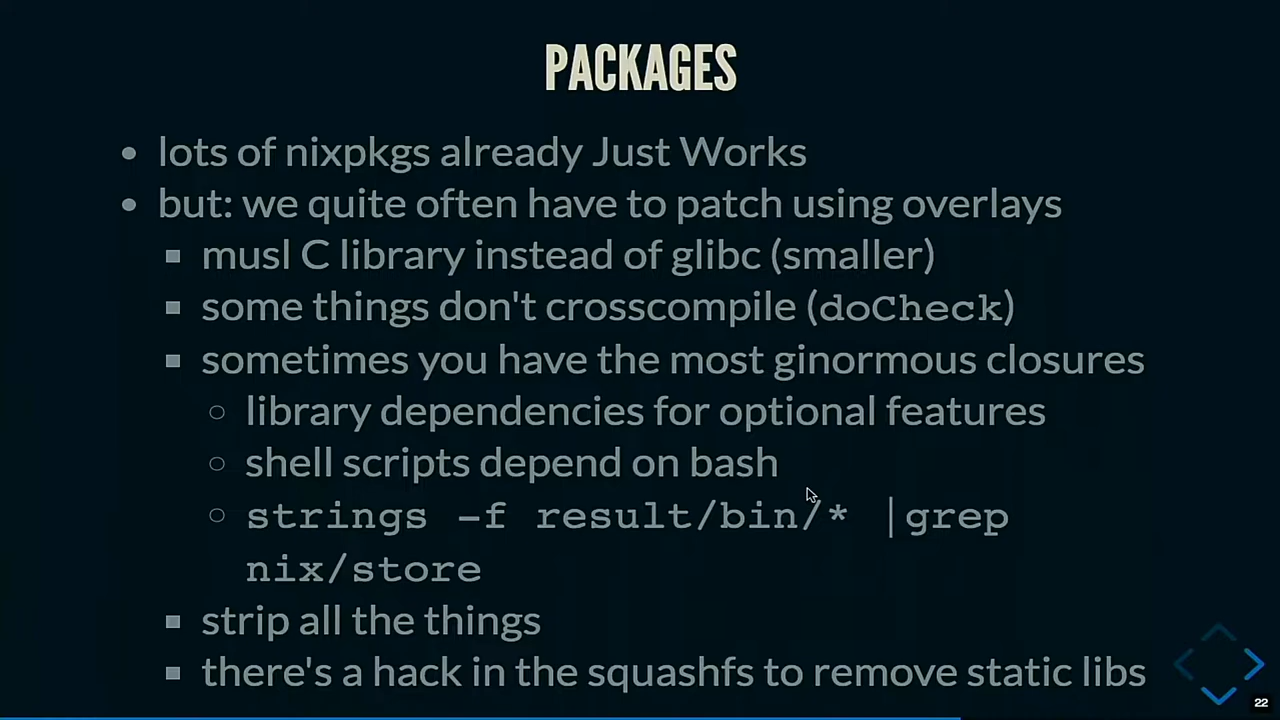 PACKAGES
lots of nixpkgs already Just Works
but: we quite often have to patch using overlays
musl C library instead of glibc (smaller)
some things don't crosscompile (doCheck)
sometimes you have the most ginormous closures
library dependencies for optional features
shell scripts depend on bash
strings -f result/bin/* |grep
nix/store
strip all the things
there's a hack in the squashfs to remove static libs
22